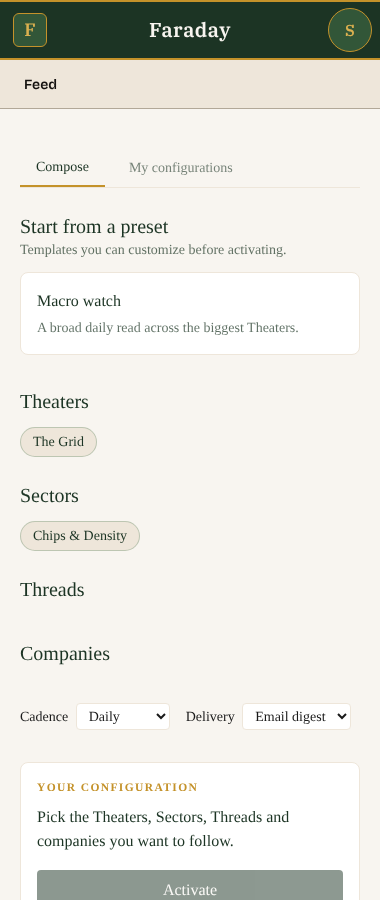 F
Faraday
S
Feed
Compose
My configurations
Start from a preset
Templates you can customize before activating.
Macro watch
A broad daily read across the biggest Theaters.
Theaters
The Grid
Sectors
Chips & Density
Threads
Companies
Cadence Daily Delivery Email digest
YOUR CONFIGURATION
Pick the Theaters, Sectors, Threads and
companies you want to follow.
Activate